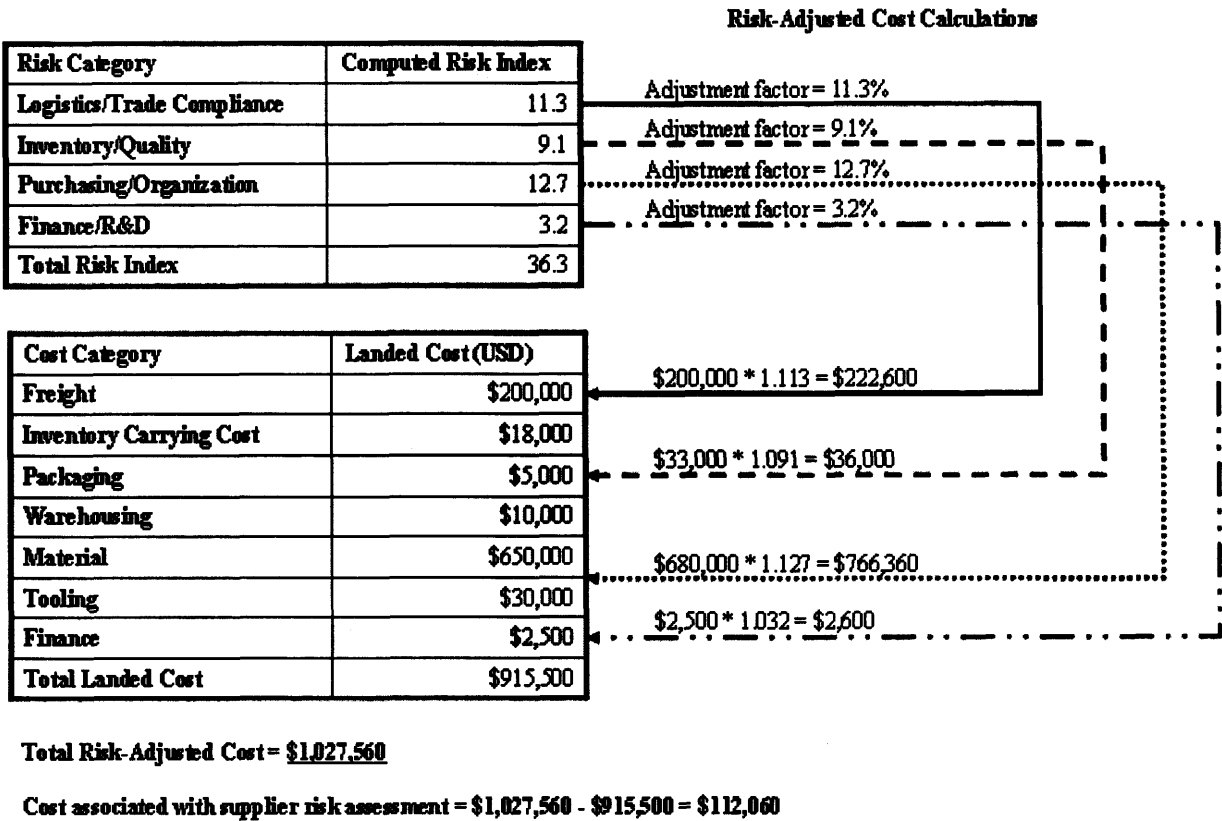 Risk-Adjusted Cost Calculations
Risk Category Computed Risk Index
Logistics/Trade Compliance 11.3
Adjustment factor = 11.3%
Inventory/Quality 9.1
Adjustment factor = 9.1%
Purchasing/Organization 12.7
Adjustment factor = 12.7%
Finance/R&D 3.2
Adjustment factor = 3.2%
Total Risk Index 36.3
Cost Category Landed Cost (USD)
Freight $200,000
$200,000 * 1.113 = $222,600
Inventory Carrying Cost $18,000
Packaging $5,000
$33,000 * 1.091 = $36,000
Warehousing $10,000
Material $650,000
$680,000 * 1.127 = $766,360
Tooling $30,000
Finance $2,500
$2,500 * 1.032 = $2,600
Total Landed Cost $915,500
Total Risk-Adjusted Cost = $1,027,560
Cost associated with supplier risk assessment = $1,027,560 - $915,500 = $112,060